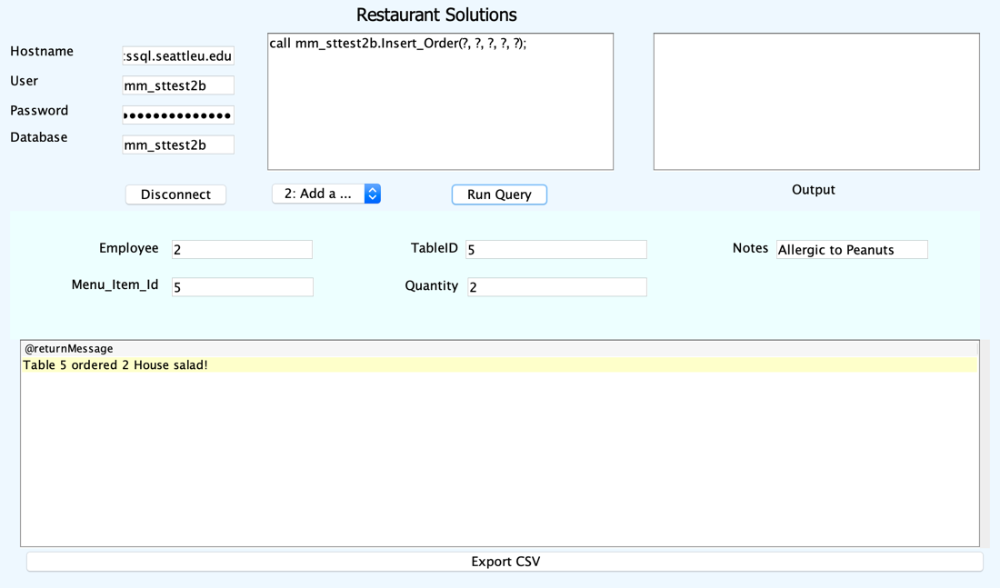 Restaurant Solutions
Hostname
:ssql.seattleu.edu
User
mm_sttest2b
Password
Database
mm_sttest2b
call mm_sttest2b.Insert_Order(?, ?, ?, ?, ?);
Disconnect
2: Add a ...
Run Query
Output
Employee
2
TableID
5
Notes
Allergic to Peanuts
Menu_Item_Id
5
Quantity
2
@returnMessage
Table 5 ordered 2 House salad!
Export CSV